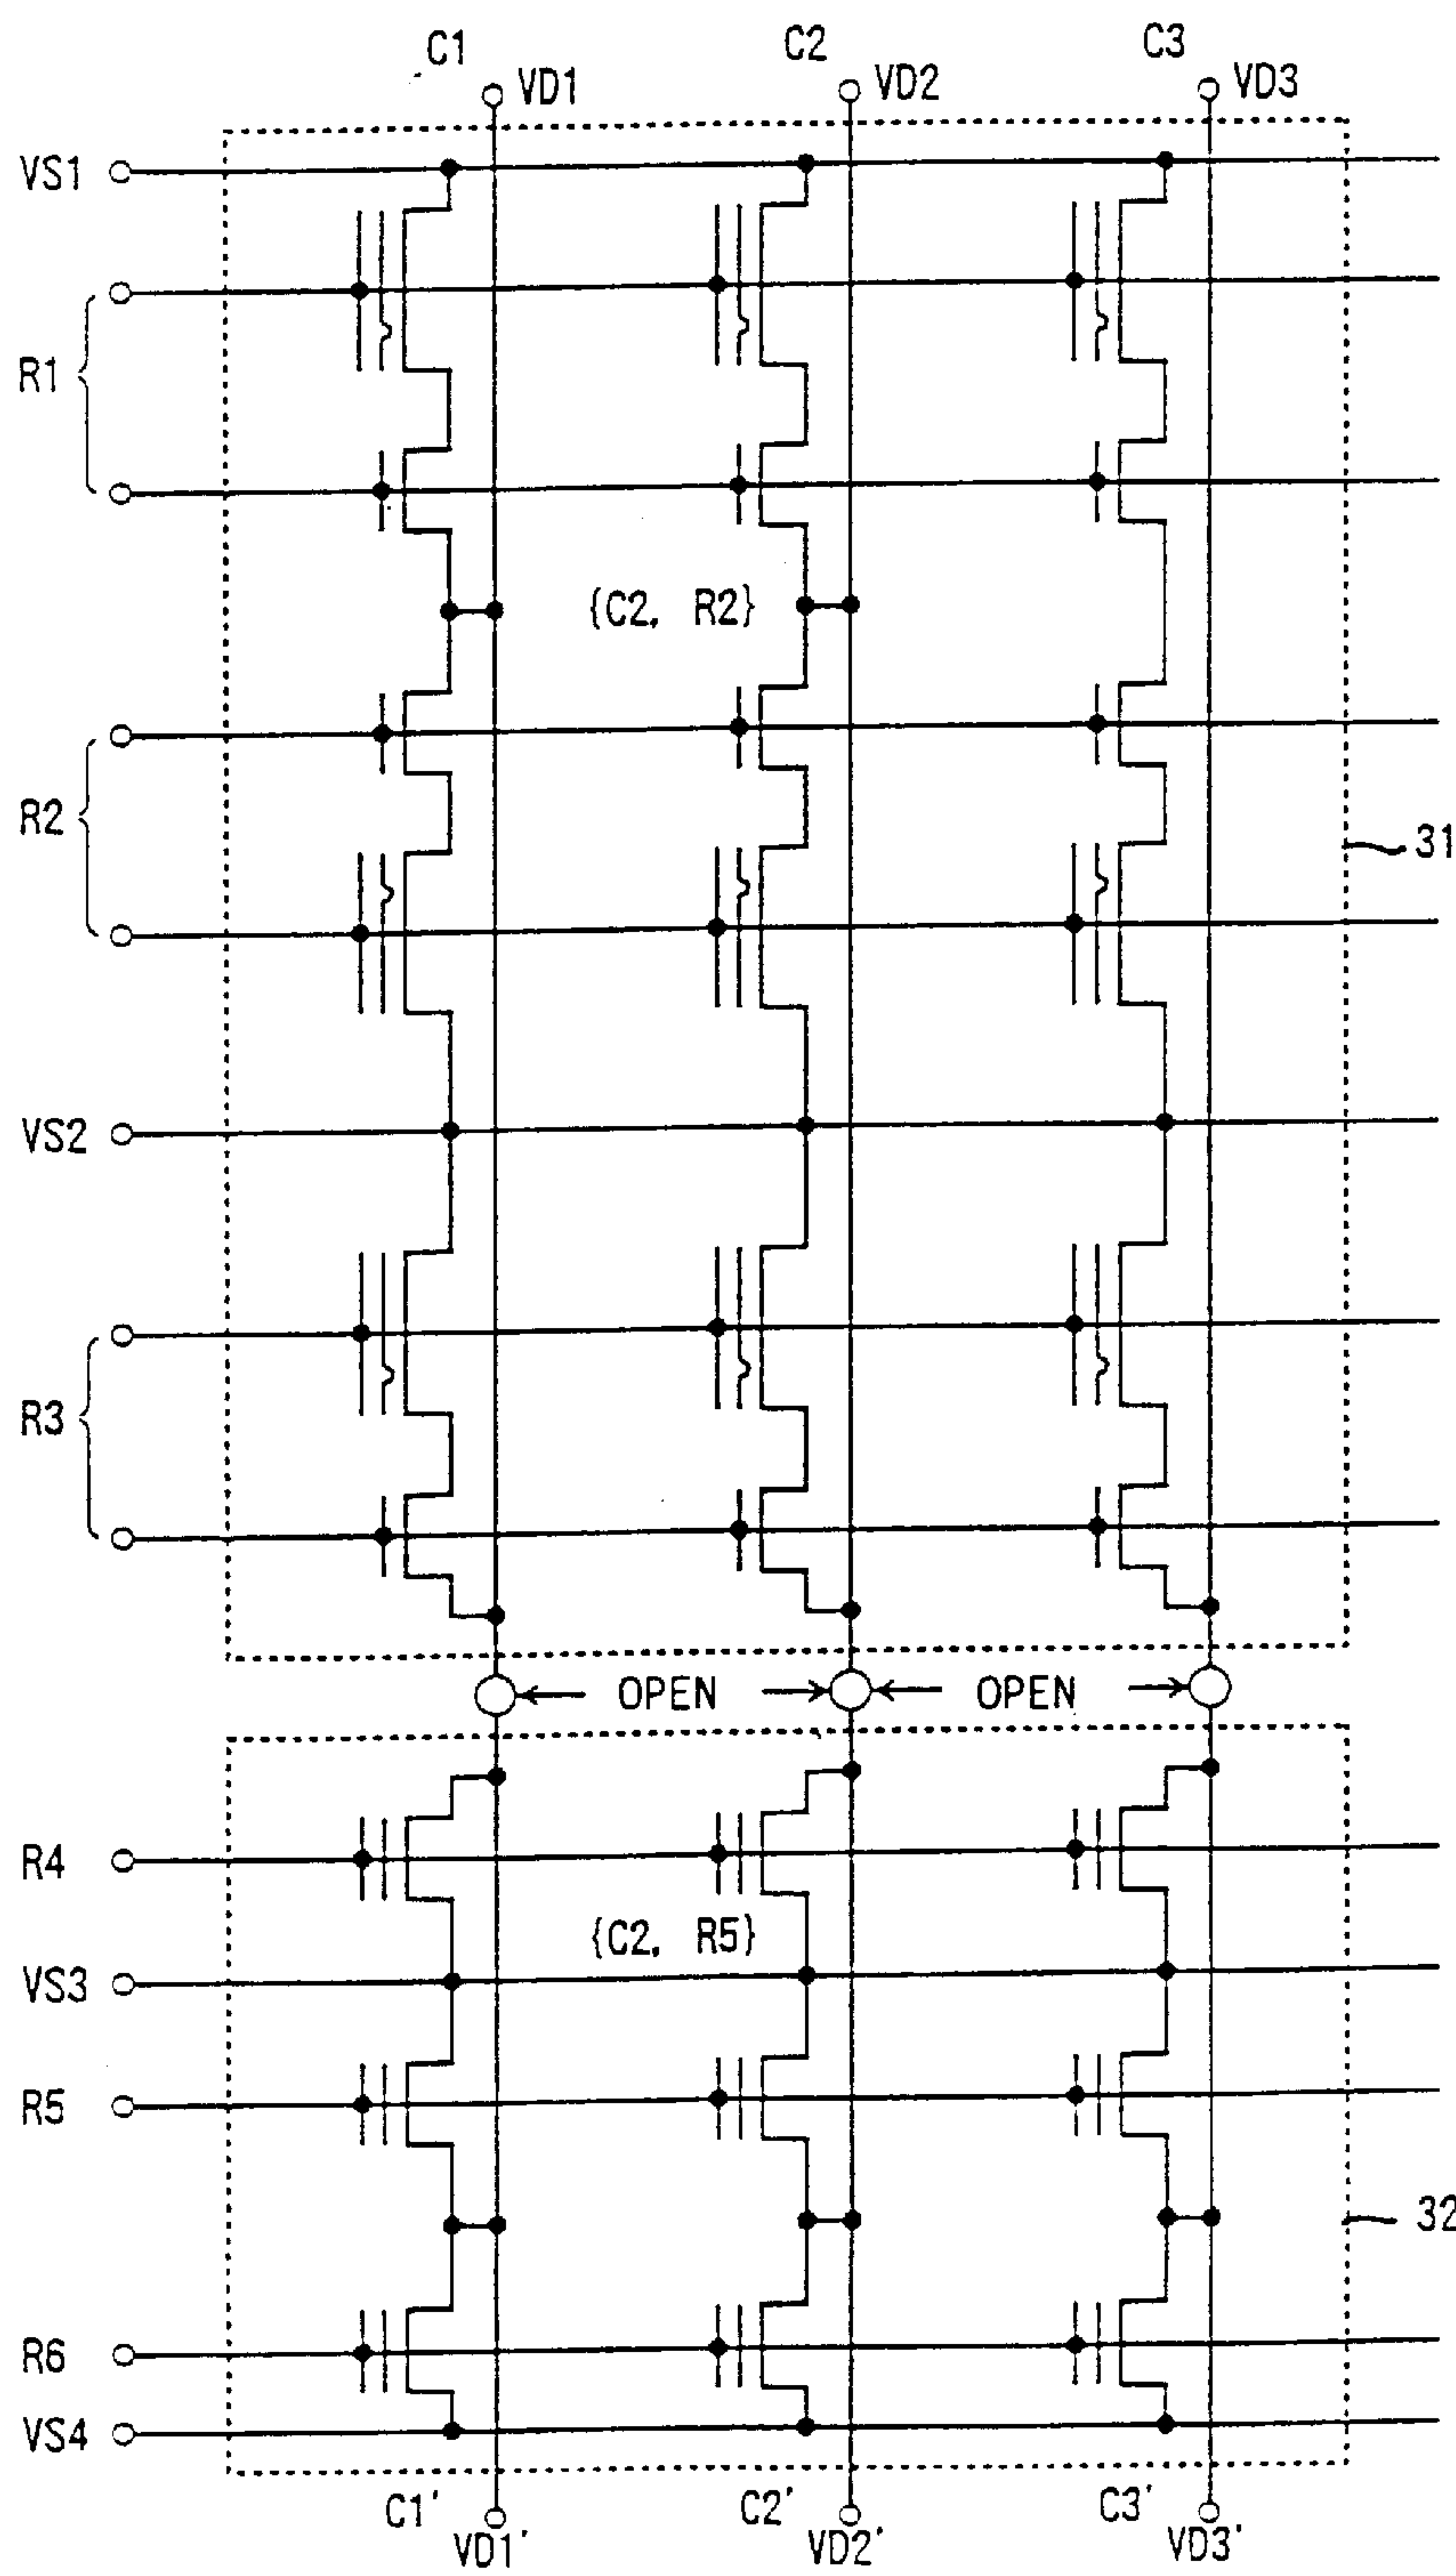 C1 C2 C3
VD1 VD2 VD3
VS1
R1
{C2, R2}
R2
31
VS2
R3
OPEN OPEN
R4
{C2, R5}
VS3
R5
32
R6
VS4
C1' C2' C3'
VD1' VD2' VD3'